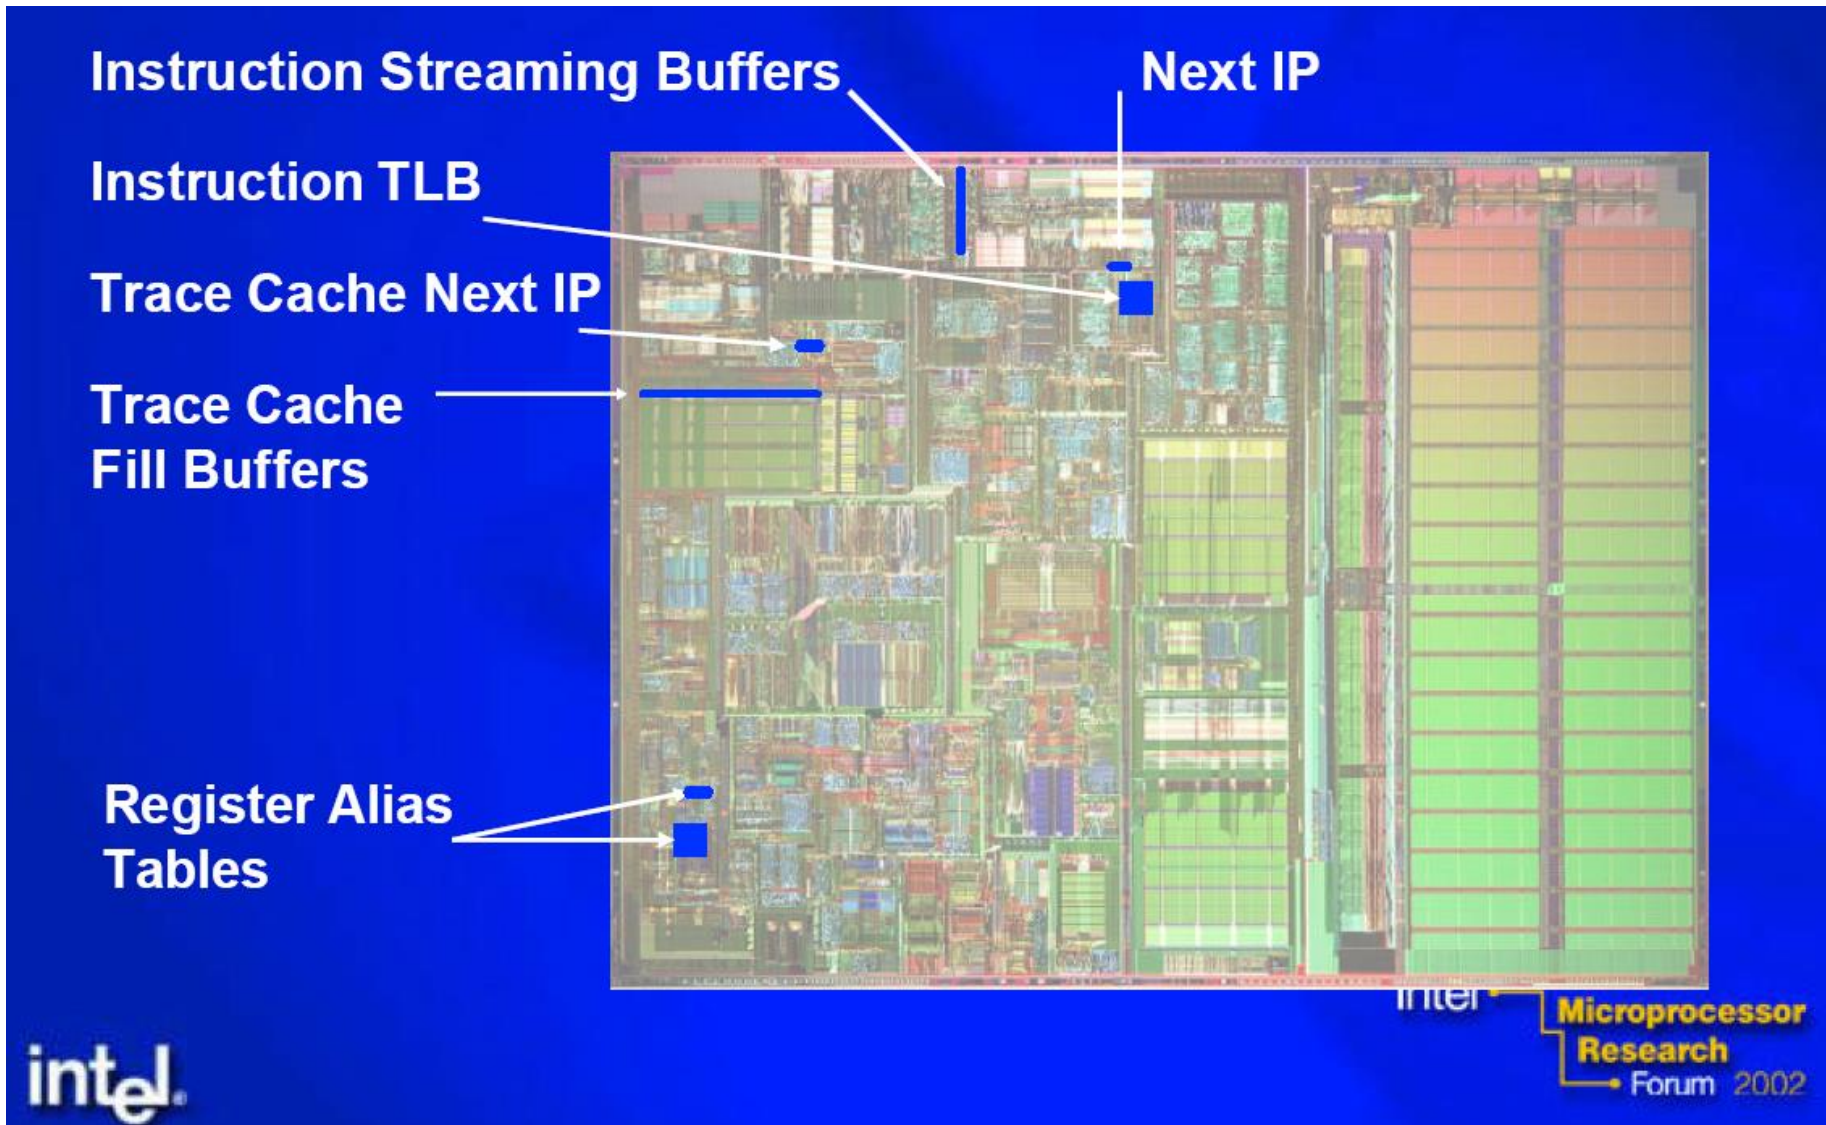 Instruction Streaming Buffers
Next IP
Instruction TLB
Trace Cache Next IP
Trace Cache
Fill Buffers
Register Alias
Tables
intel.
Intel
Microprocessor
Research
Forum 2002